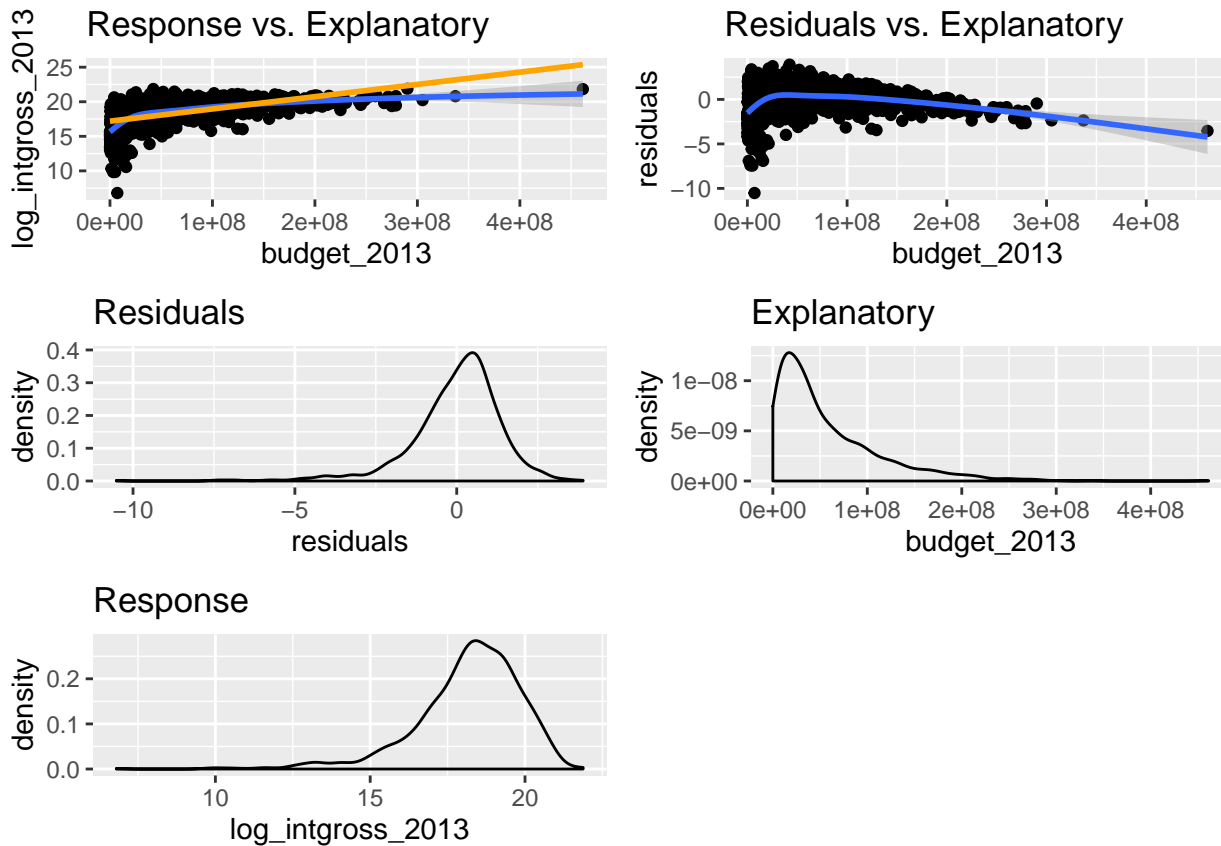 Response vs. Explanatory
log_intgross_2013
25
20
15
10
0e+00 1e+08 2e+08 3e+08 4e+08
budget_2013
Residuals vs. Explanatory
residuals
0
−5
−10
0e+00 1e+08 2e+08 3e+08 4e+08
budget_2013
Residuals
density
0.4
0.3
0.2
0.1
0.0
−10 −5 0
residuals
Explanatory
density
1e−08
5e−09
0e+00
0e+00 1e+08 2e+08 3e+08 4e+08
budget_2013
Response
density
0.2
0.1
0.0
10 15 20
log_intgross_2013